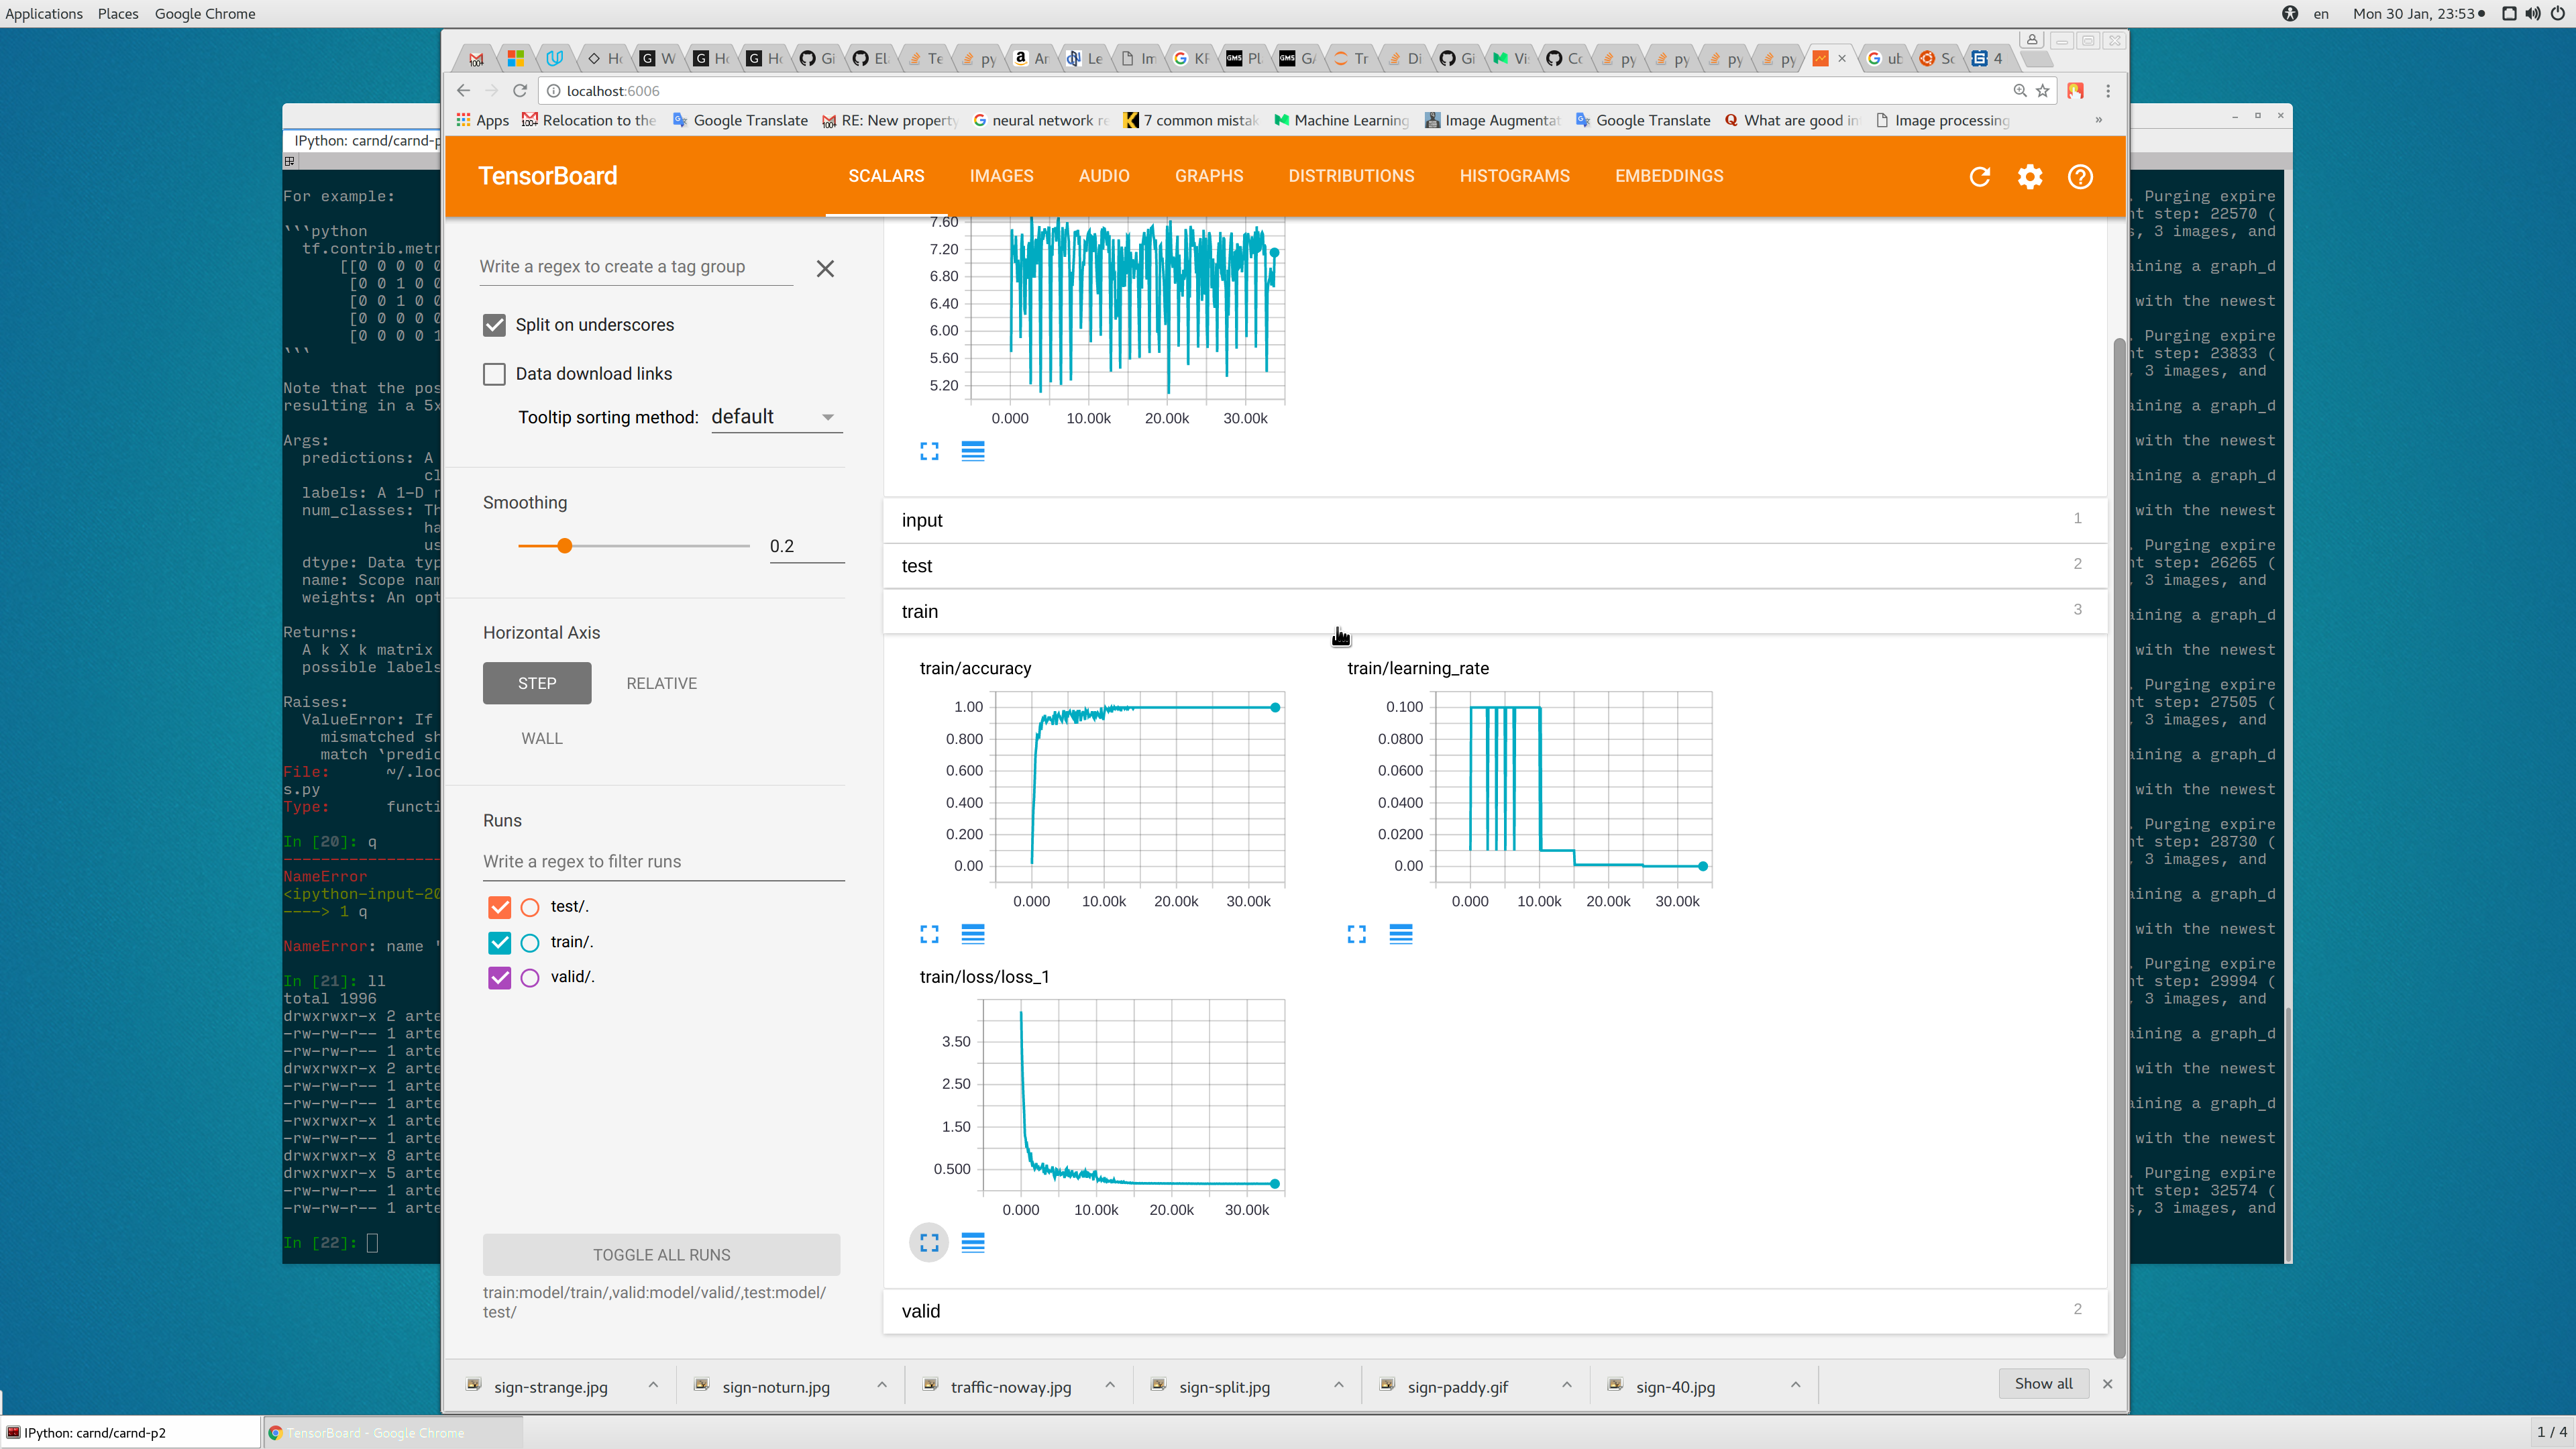 Applications Places Google Chrome
en Mon 30 Jan, 23:53
localhost:6006
Apps Relocation to the Google Translate RE: New property neural network 7 common mistak Machine Learning Image Augmentat Google Translate What are good in Image processing »
TensorBoard
SCALARS IMAGES AUDIO GRAPHS DISTRIBUTIONS HISTOGRAMS EMBEDDINGS
Write a regex to create a tag group
Split on underscores
Data download links
Tooltip sorting method: default
Smoothing
0.2
Horizontal Axis
STEP RELATIVE
WALL
Runs
Write a regex to filter runs
test/.
train/.
valid/.
TOGGLE ALL RUNS
train:model/train/,valid:model/valid/,test:model/
test/
7.60
7.20
6.80
6.40
6.00
5.60
5.20
0.000 10.00k 20.00k 30.00k
input 1
test 2
train 3
train/accuracy
1.00
0.800
0.600
0.400
0.200
0.00
0.000 10.00k 20.00k 30.00k
train/learning_rate
0.100
0.0800
0.0600
0.0400
0.0200
0.00
0.000 10.00k 20.00k 30.00k
train/loss/loss_1
3.50
2.50
1.50
0.500
0.000 10.00k 20.00k 30.00k
valid 2
sign-strange.jpg sign-noturn.jpg traffic-noway.jpg sign-split.jpg sign-paddy.gif sign-40.jpg Show all
IPython: carnd/carnd-p
For example:
```python
tf.contrib.metr
[[0 0 0 0 0
[0 0 1 0 0
[0 0 1 0 0
[0 0 0 0 0
[0 0 0 0 1
```
Note that the pos
resulting in a 5x
Args:
predictions: A
cl
labels: A 1-D r
num_classes: Th
ha
us
dtype: Data typ
name: Scope nam
weights: An opt
Returns:
A k X k matrix
possible labels
Raises:
ValueError: If
mismatched sh
match `predic
File: ~/.loc
s.py
Type: functi
In [20]: q
NameError
<ipython-input-20
----> 1 q
NameError: name '
In [21]: ll
total 1996
drwxrwxr-x 2 arte
-rw-rw-r-- 1 arte
-rw-rw-r-- 1 arte
drwxrwxr-x 2 arte
-rw-rw-r-- 1 arte
-rw-rw-r-- 1 arte
-rwxrwxr-x 1 arte
-rw-rw-r-- 1 arte
drwxrwxr-x 8 arte
drwxrwxr-x 5 arte
-rw-rw-r-- 1 arte
-rw-rw-r-- 1 arte
In [22]:
. Purging expire
nt step: 22570 (
s, 3 images, and
aining a graph_d
with the newest
. Purging expire
nt step: 23833 (
, 3 images, and
aining a graph_d
with the newest
aining a graph_d
with the newest
. Purging expire
nt step: 26265 (
, 3 images, and
aining a graph_d
with the newest
. Purging expire
nt step: 27505 (
, 3 images, and
aining a graph_d
with the newest
. Purging expire
nt step: 28730 (
, 3 images, and
aining a graph_d
with the newest
. Purging expire
nt step: 29994 (
, 3 images, and
aining a graph_d
with the newest
aining a graph_d
with the newest
. Purging expire
nt step: 32574 (
s, 3 images, and
IPython: carnd/carnd-p2 TensorBoard - Google Chrome 1 / 4